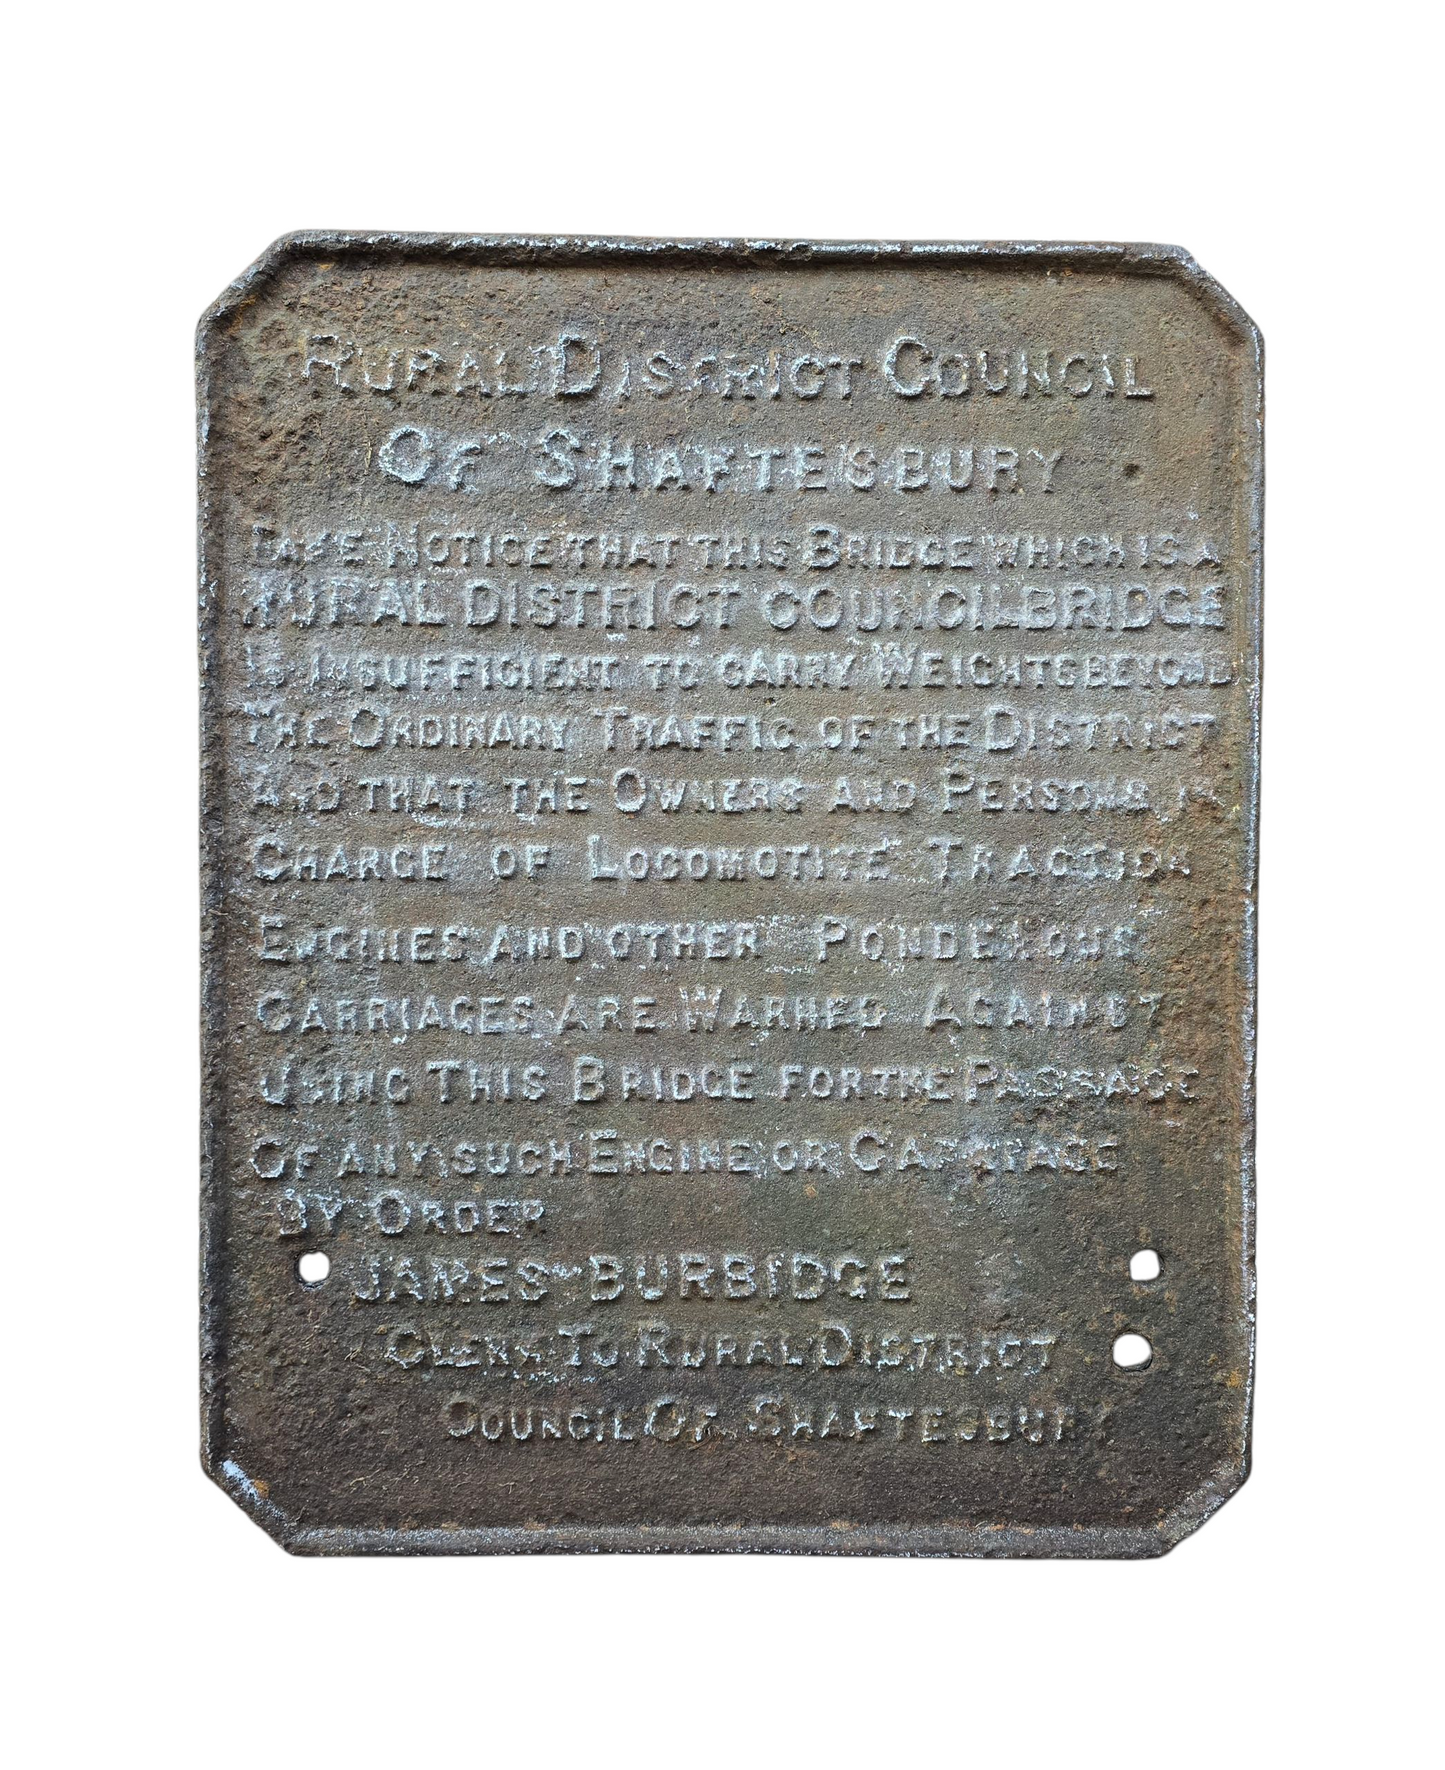 RURAL DISTRICT COUNCIL
OF SHAFTESBURY
TAKE NOTICE THAT THIS BRIDGE WHICH IS A
RURAL DISTRICT COUNCIL BRIDGE
IS INSUFFICIENT TO CARRY WEIGHTS BEYOND
THE ORDINARY TRAFFIC OF THE DISTRICT
AND THAT THE OWNERS AND PERSONS IN
CHARGE OF LOCOMOTIVE TRACTION
ENGINES AND OTHER PONDEROUS
CARRIAGES ARE WARNED AGAINST
USING THIS BRIDGE FOR THE PASSAGE
OF ANY SUCH ENGINE OR CARRIAGE
BY ORDER
JAMES BURBIDGE
CLERK TO RURAL DISTRICT
COUNCIL OF SHAFTESBURY